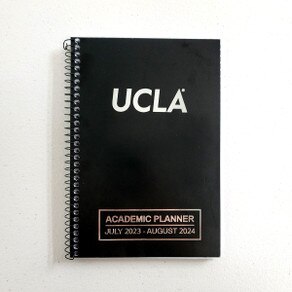 UCLA
ACADEMIC PLANNER
JULY 2023 - AUGUST 2024